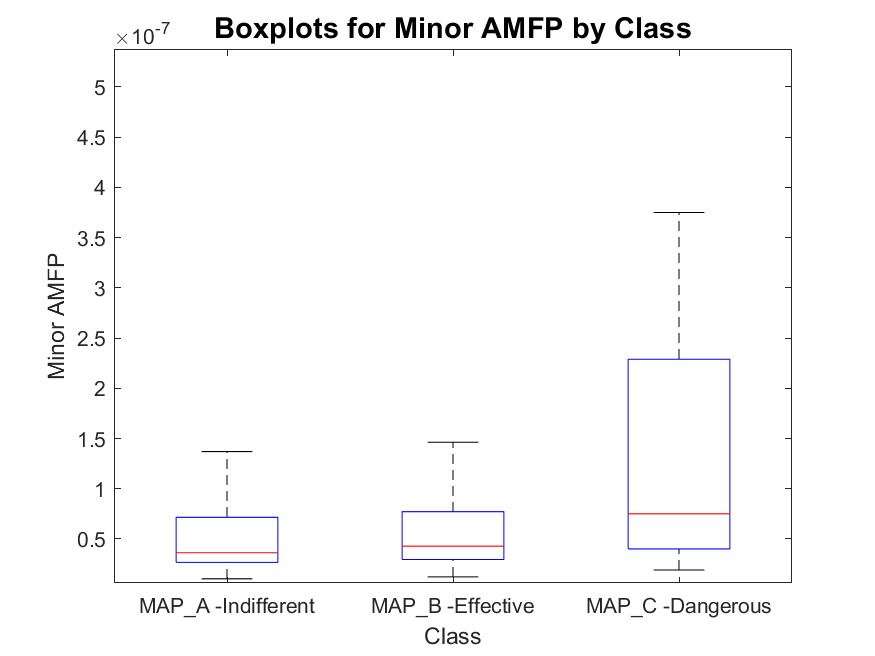 Boxplots for Minor AMFP by Class
×10-7
5
4.5
4
3.5
3
2.5
2
1.5
1
0.5
Minor AMFP
MAP_A -Indifferent
MAP_B -Effective
MAP_C -Dangerous
Class